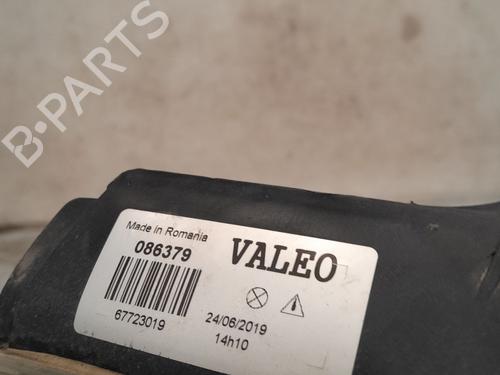 B-PARTS
Made in Romania
086379
VALEO
67723019
24/06/2019
14h10